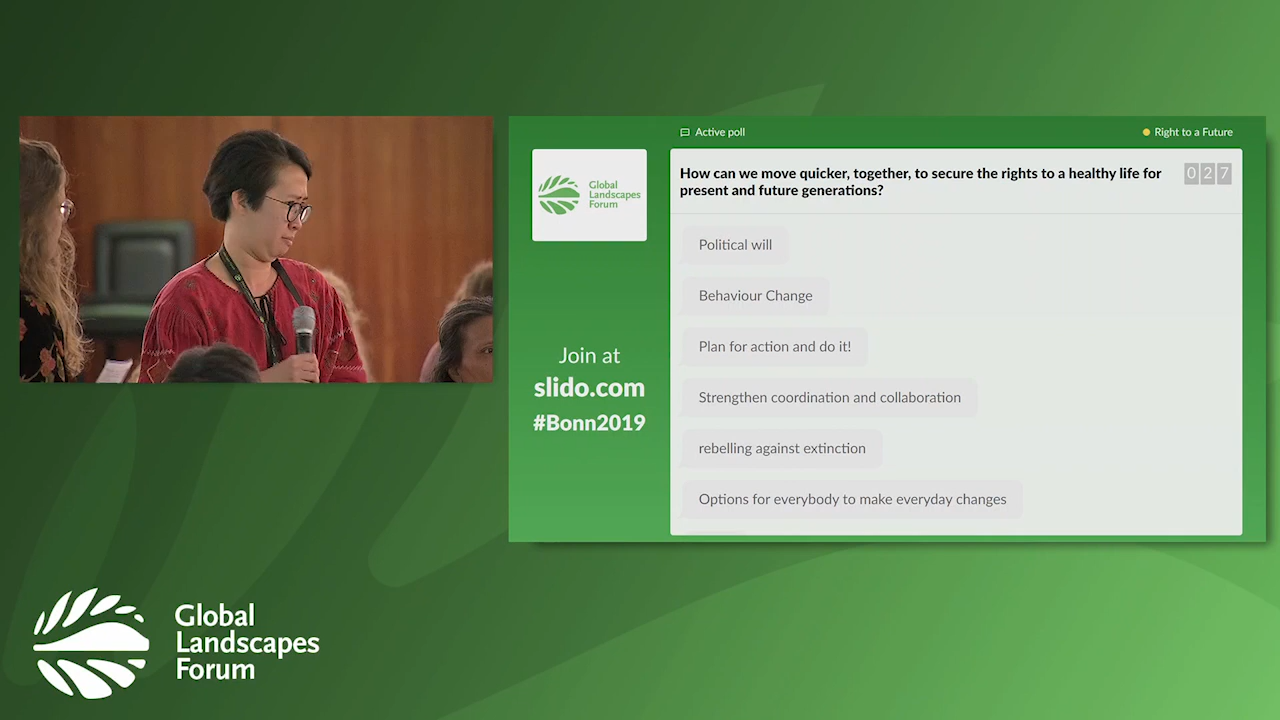 Active poll
Right to a Future
Global
Landscapes
Forum
How can we move quicker, together, to secure the rights to a healthy life for
present and future generations?
027
Political will
Behaviour Change
Plan for action and do it!
Strengthen coordination and collaboration
rebelling against extinction
Options for everybody to make everyday changes
Join at
slido.com
#Bonn2019
Global
Landscapes
Forum